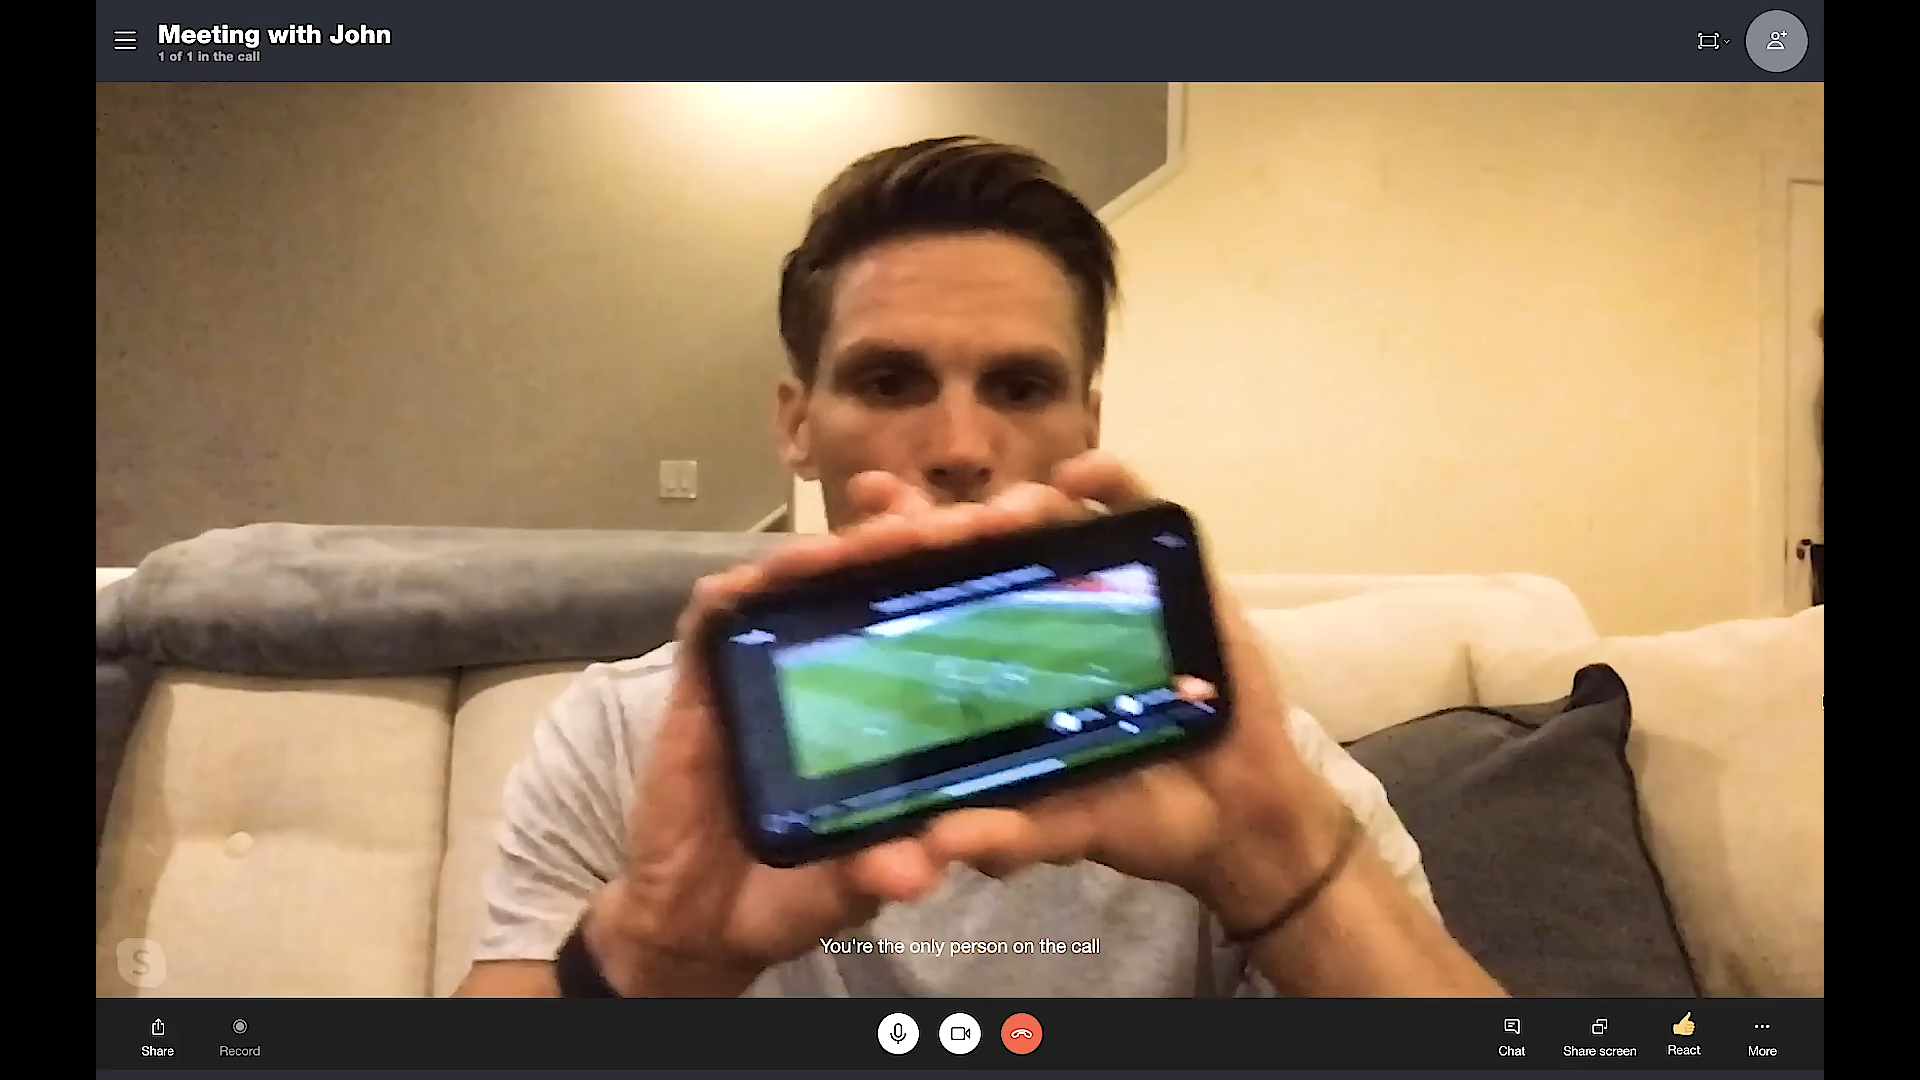 Meeting with John
1 of 1 in the call
You're the only person on the call
S
Share
Record
Chat
Share screen
React
More